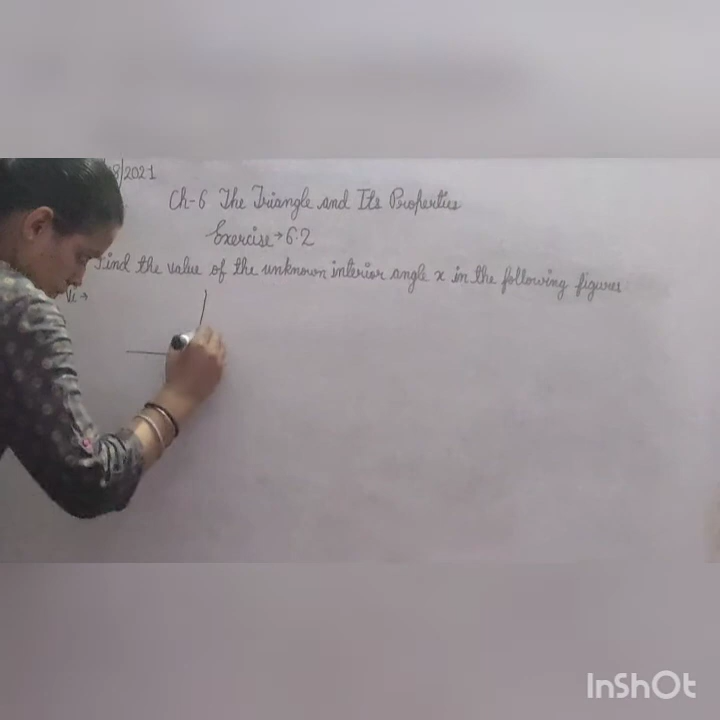 8/2021
Ch-6 The Triangle and Its Properties
Exercise → 6.2
Find the value of the unknown interior angle x in the following figures
InShOt